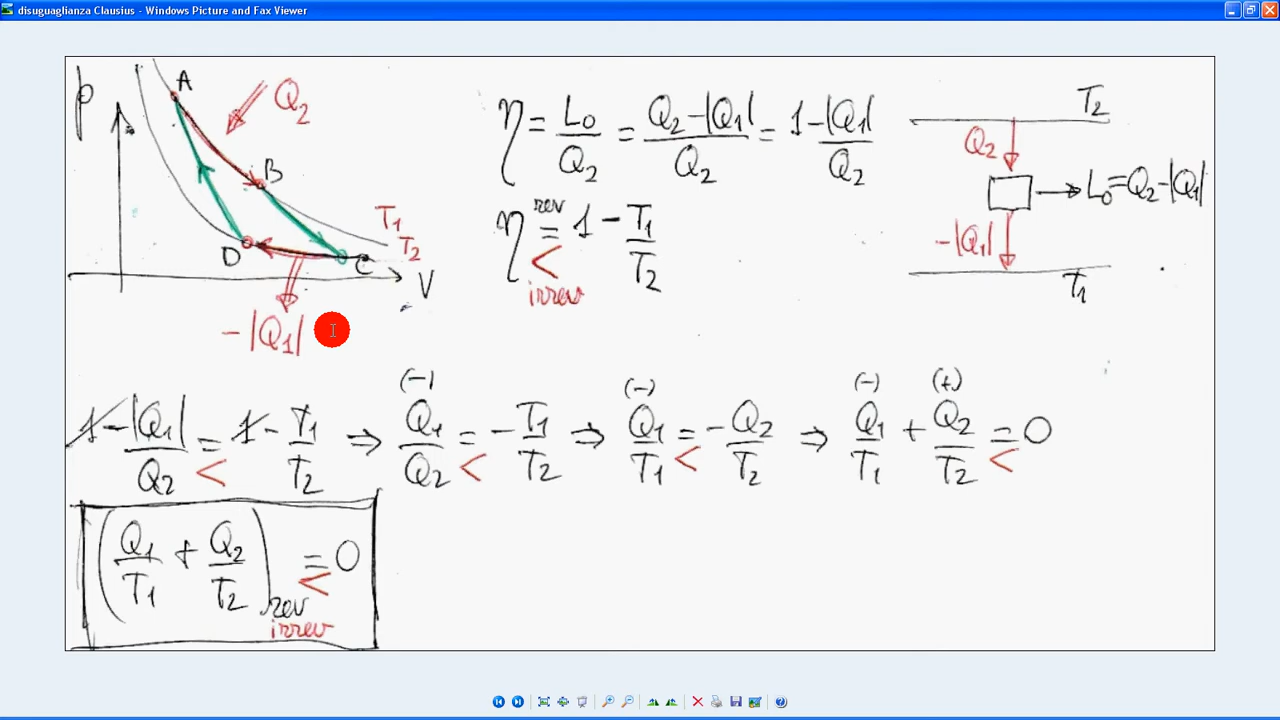 disuguaglianza Clausius - Windows Picture and Fax Viewer
P
A
Q₂
B
T₁
T₂
D
C
V
-|Q₁|
η = L₀/Q₂ = (Q₂-|Q₁|)/Q₂ = 1-|Q₁|/Q₂
η rev = 1 - T₁/T₂
< irrev
T₂
Q₂
L₀=Q₂-|Q₁|
-|Q₁|
T₁
(-) (-) (-) (+)
1-|Q₁|/Q₂ =< 1-T₁/T₂ ⇒ Q₁/Q₂ =< -T₁/T₂ ⇒ Q₁/T₁ =< -Q₂/T₂ ⇒ Q₁/T₁ + Q₂/T₂ =< 0
(Q₁/T₁ + Q₂/T₂) rev = 0
irrev <